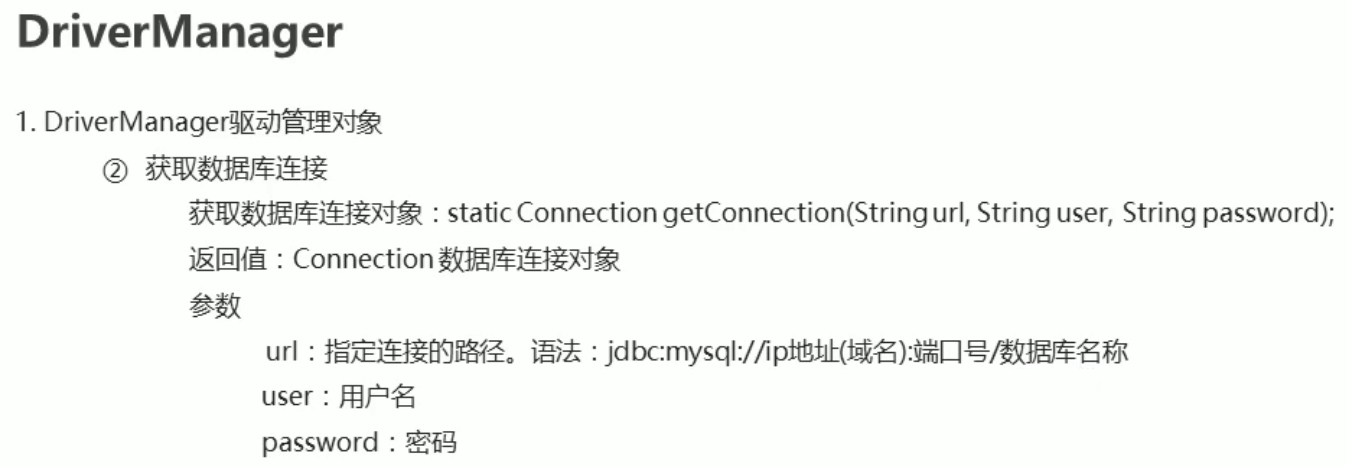 DriverManager
1. DriverManager驱动管理对象
② 获取数据库连接
获取数据库连接对象：static Connection getConnection(String url, String user, String password);
返回值：Connection 数据库连接对象
参数
url：指定连接的路径。语法：jdbc:mysql://ip地址(域名):端口号/数据库名称
user：用户名
password：密码